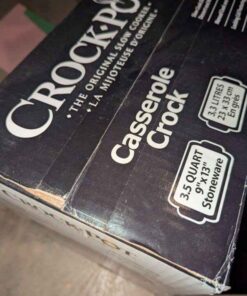 CROCKPO
• THE ORIGINAL SLOW COOKER •
• LA MIJOTEUSE D'ORIGINE •
Casserole
Crock
3.5 QUART
9"x13"
Stoneware
3.3 LITRES
23 x 33 cm
En grès